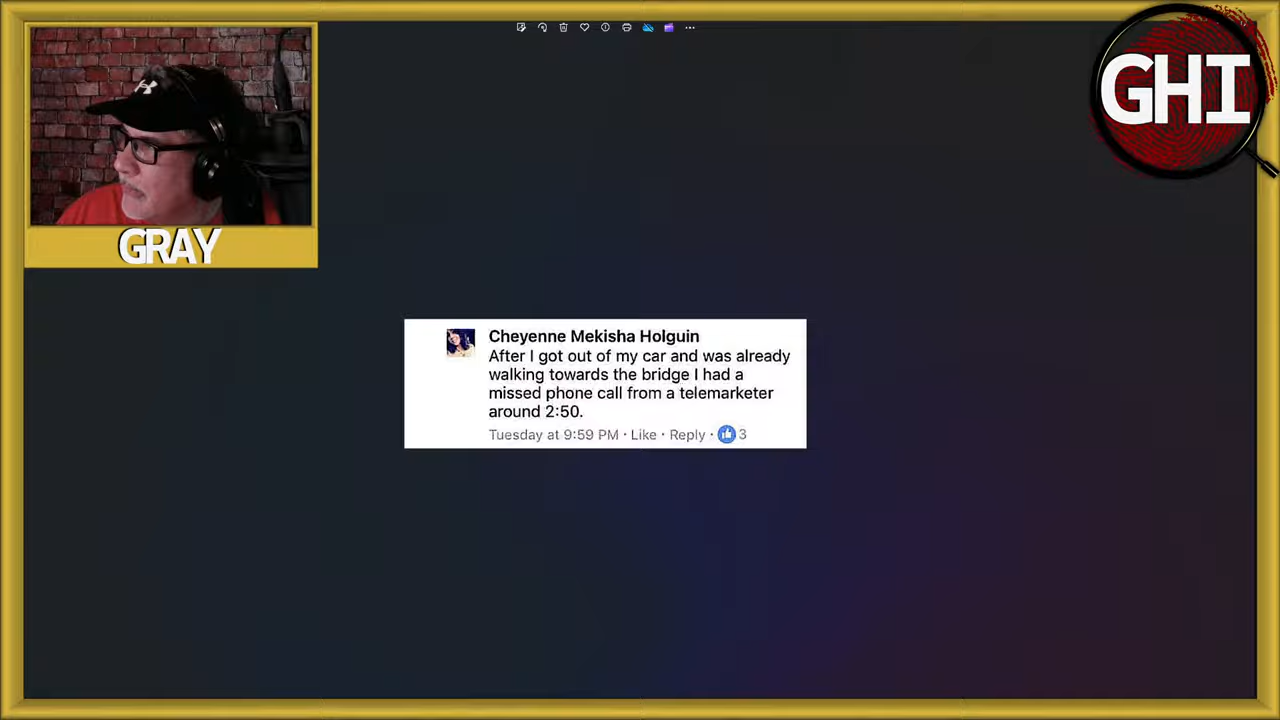 GHI
GRAY
Cheyenne Mekisha Holguin
After I got out of my car and was already
walking towards the bridge I had a
missed phone call from a telemarketer
around 2:50.
Tuesday at 9:59 PM · Like · Reply · 3